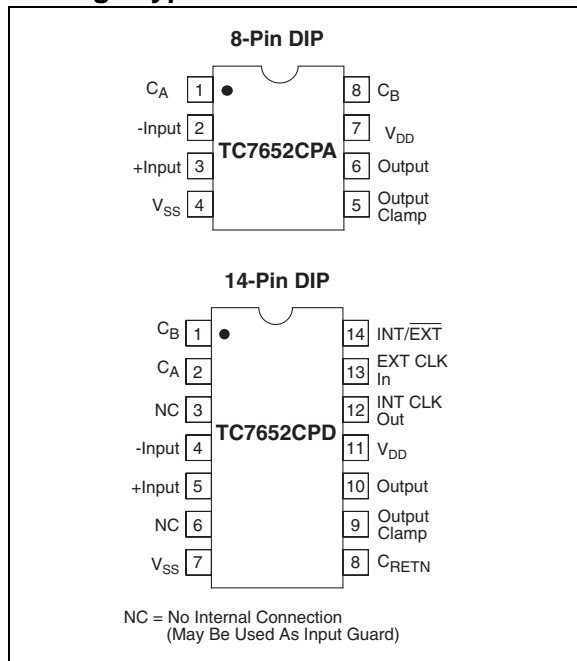 8-Pin DIP
C_A 1 8 C_B
-Input 2 7 V_DD
TC7652CPA
+Input 3 6 Output
V_SS 4 5 Output
Clamp
14-Pin DIP
C_B 1 14 INT/EXT
C_A 2 13 EXT CLK
In
NC 3 12 INT CLK
Out
TC7652CPD
-Input 4 11 V_DD
+Input 5 10 Output
NC 6 9 Output
Clamp
V_SS 7 8 C_RETN
NC = No Internal Connection
(May Be Used As Input Guard)